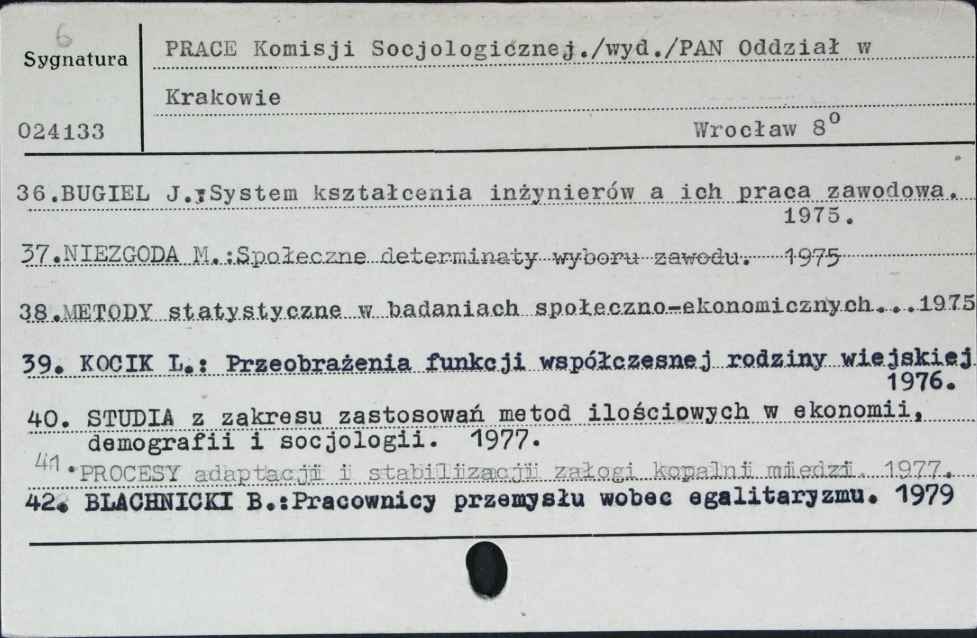 6
Sygnatura
PRACE Komisji Socjologicznej./wyd./PAN Oddział w
Krakowie
024133
Wrocław 8°
36.BUGIEL J.:System kształcenia inżynierów a ich praca zawodowa.
1975.
37.NIEZGODA M.:Społeczne determinaty wyboru zawodu. 1975
38.METODY statystyczne w badaniach społeczno-ekonomicznych...1975
39. KOCIK L.: Przeobrażenia funkcji współczesnej rodziny wiejskiej
1976.
40. STUDIA z zakresu zastosowań metod ilościowych w ekonomii,
demografii i socjologii. 1977.
41.PROCESY adaptacji i stabilizacji załogi kopalni miedzi. 1977.
42. BLACHNICKI B.:Pracownicy przemysłu wobec egalitaryzmu. 1979